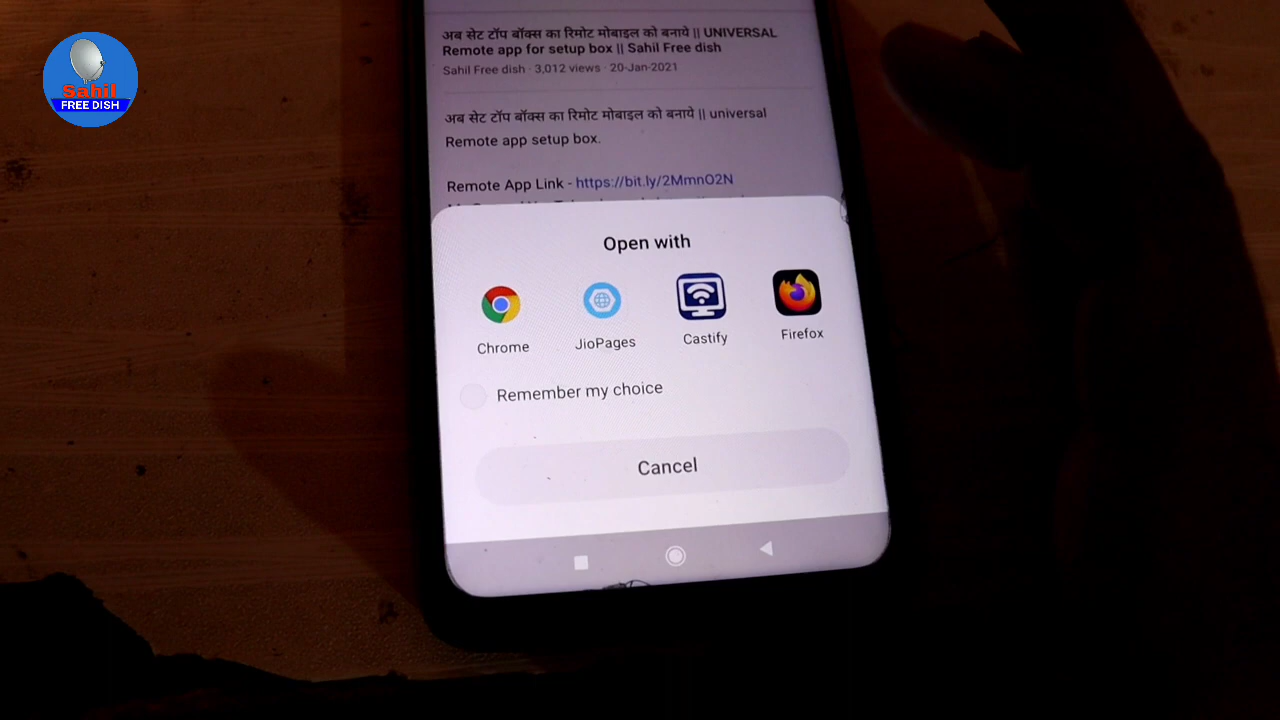 Sahil
FREE DISH
अब सेट टॉप बॉक्स का रिमोट मोबाइल को बनाये || UNIVERSAL
Remote app for setup box || Sahil Free dish
Sahil Free dish · 3,012 views · 20-Jan-2021
अब सेट टॉप बॉक्स का रिमोट मोबाइल को बनाये || universal
Remote app setup box.
Remote App Link - https://bit.ly/2MmnO2N
Open with
Chrome JioPages Castify Firefox
Remember my choice
Cancel